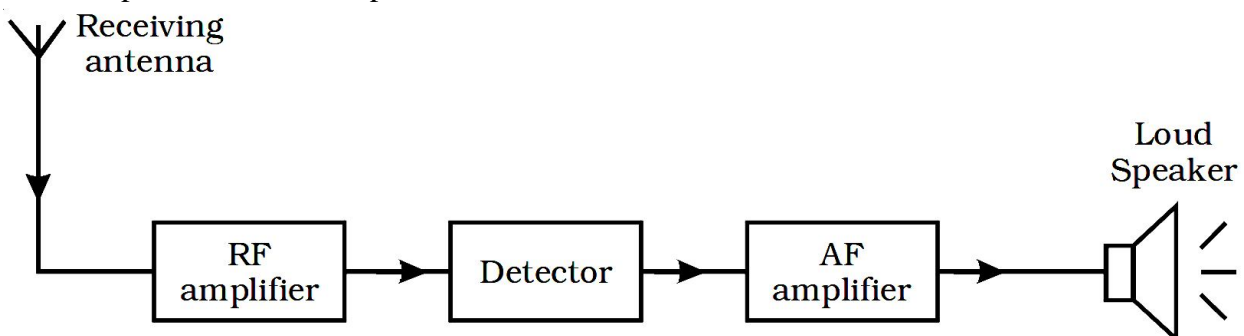 Receiving
antenna
Loud
Speaker
RF
amplifier
Detector
AF
amplifier